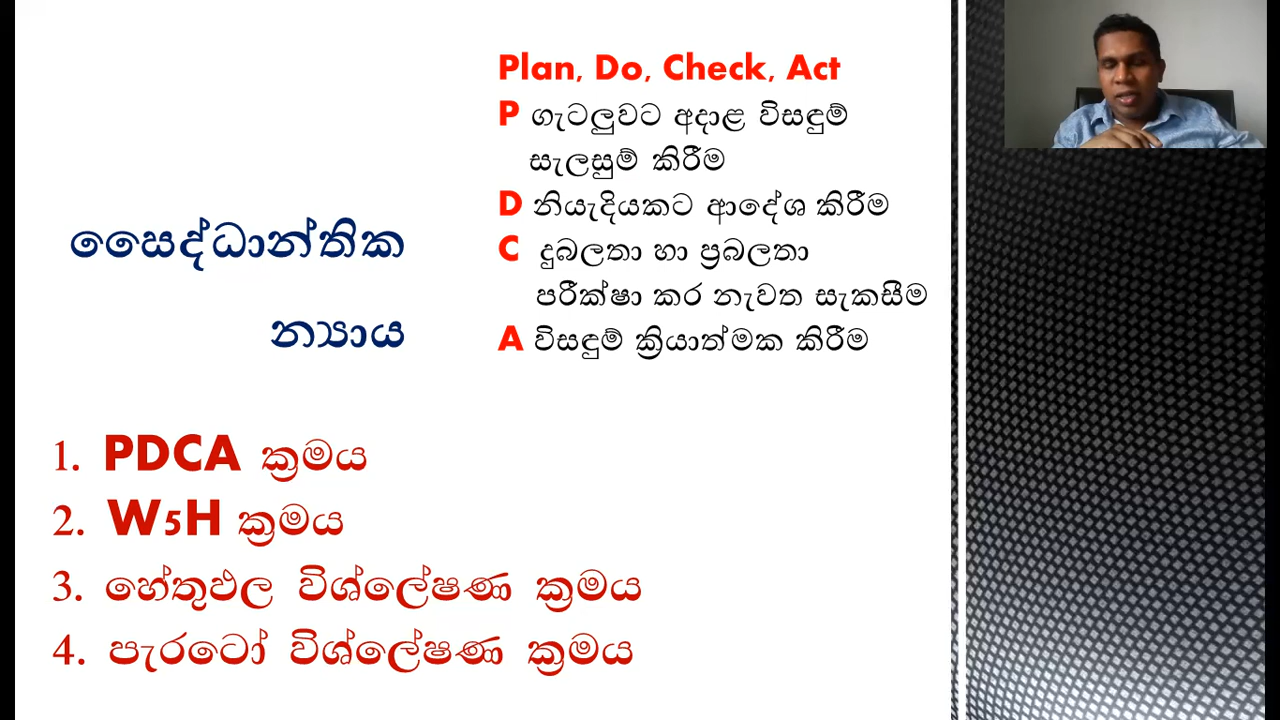 සෛද්ධාන්තික
න්‍යාය
Plan, Do, Check, Act
P ගැටලුවට අදාළ විසඳුම්
සැලසුම් කිරීම
D නියැදියකට ආදේශ කිරීම
C දුබලතා හා ප්‍රබලතා
පරීක්ෂා කර නැවත සැකසීම
A විසඳුම් ක්‍රියාත්මක කිරීම
1. PDCA ක්‍රමය
2. W5H ක්‍රමය
3. හේතුඵල විශ්ලේෂණ ක්‍රමය
4. පැරටෝ විශ්ලේෂණ ක්‍රමය